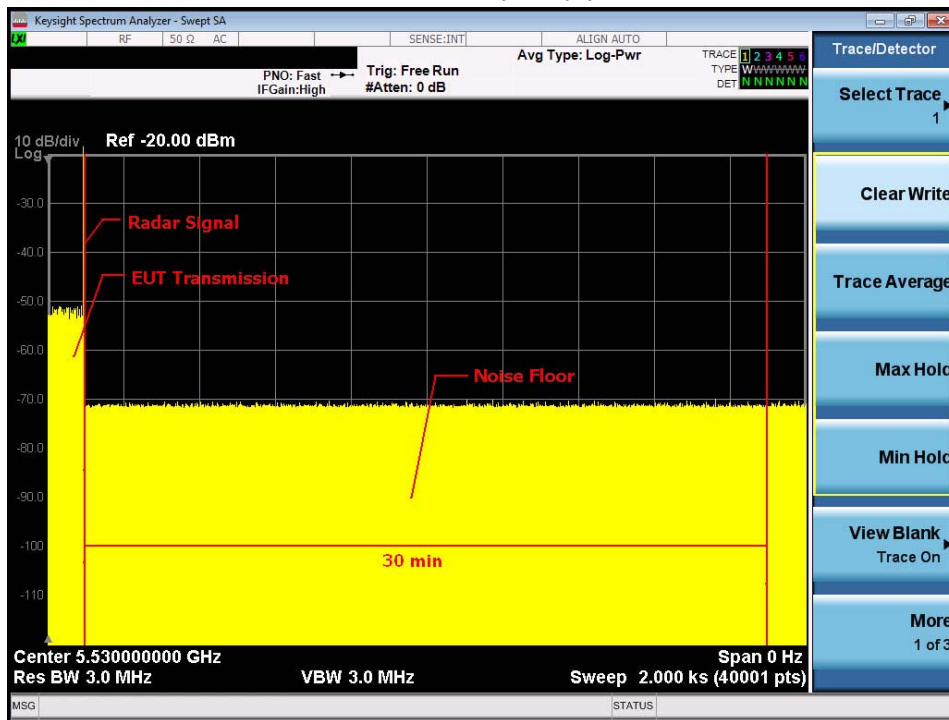 Keysight Spectrum Analyzer - Swept SA
LXI
RF 50 Ω AC SENSE:INT ALIGN AUTO
Avg Type: Log-Pwr
TRACE 1 2 3 4 5 6
PNO: Fast Trig: Free Run
TYPE WWWWWW
IFGain:High #Atten: 0 dB
DET N N N N N N
10 dB/div Ref -20.00 dBm
Log
-30.0
Radar Signal
-40.0
EUT Transmission
-50.0
-60.0
Noise Floor
-70.0
-80.0
-90.0
-100
30 min
-110
Center 5.530000000 GHz Span 0 Hz
Res BW 3.0 MHz VBW 3.0 MHz Sweep 2.000 ks (40001 pts)
MSG STATUS
Trace/Detector
Select Trace
1
Clear Write
Trace Average
Max Hold
Min Hold
View Blank
Trace On
More
1 of 3